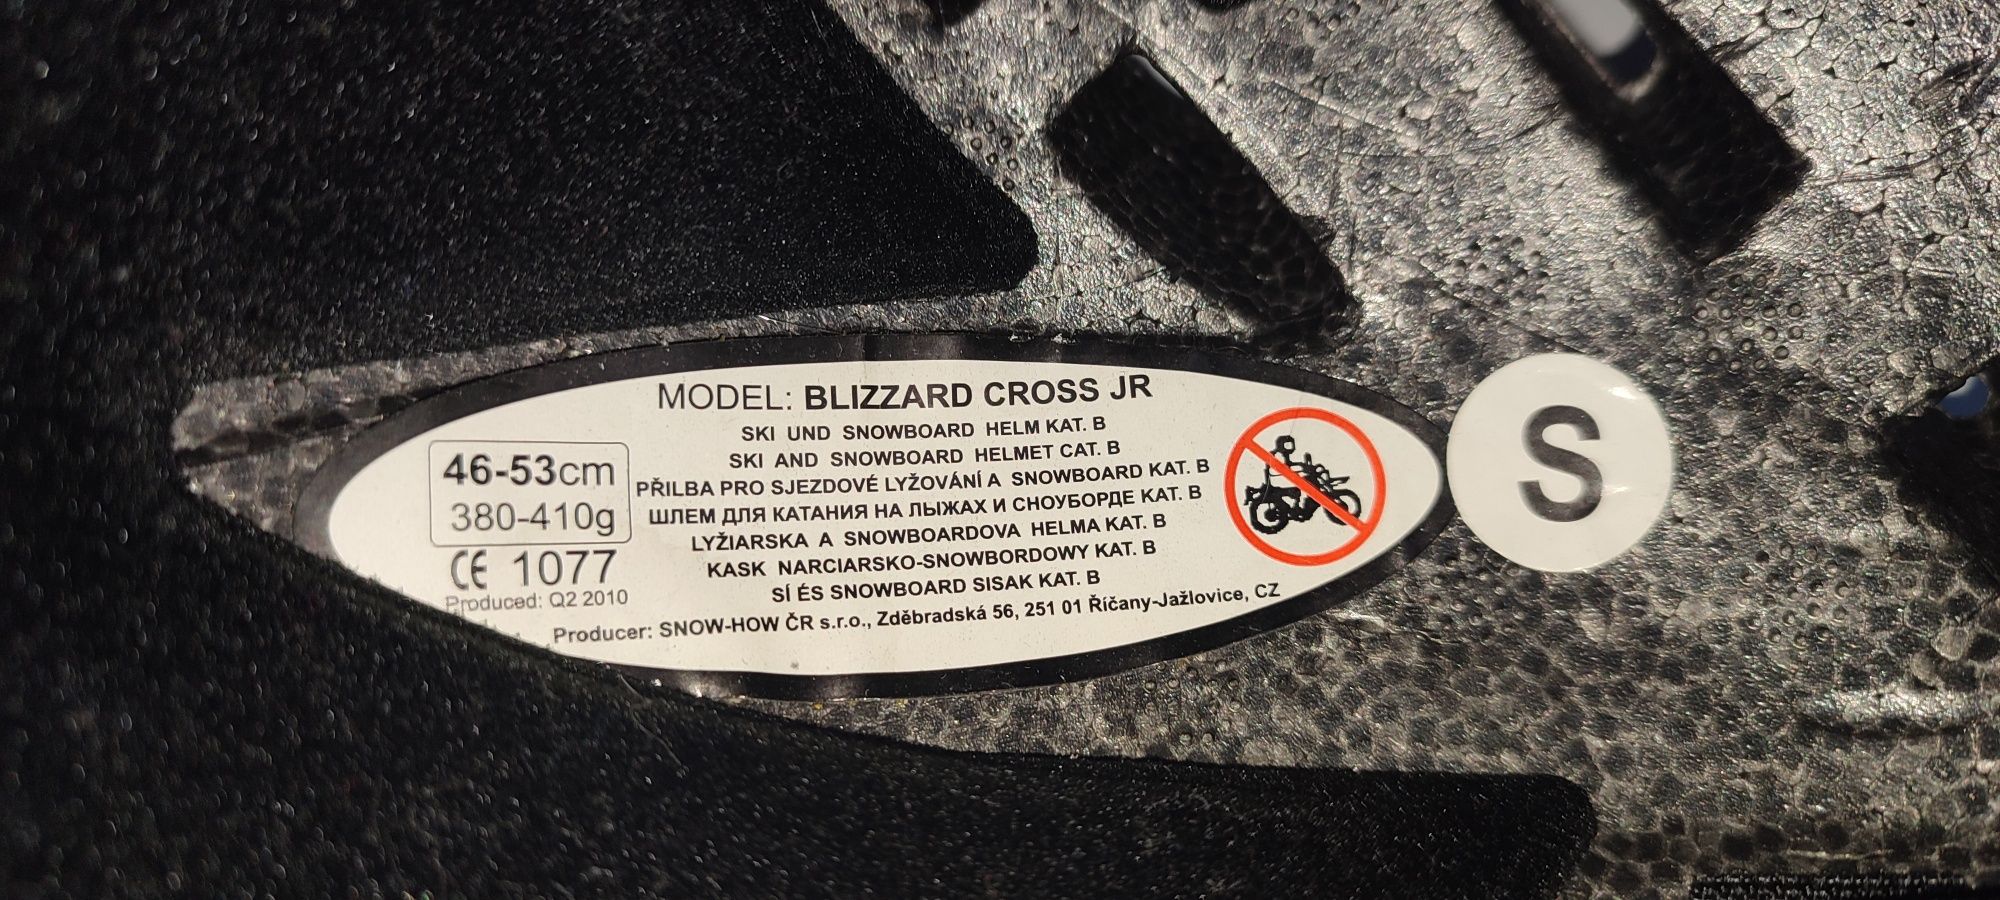 MODEL: BLIZZARD CROSS JR
SKI UND SNOWBOARD HELM KAT. B
SKI AND SNOWBOARD HELMET CAT. B
PŘILBA PRO SJEZDOVÉ LYŽOVÁNÍ A SNOWBOARD KAT. B
ШЛЕМ ДЛЯ КАТАНИЯ НА ЛЫЖАХ И СНОУБОРДЕ КАТ. B
LYŽIARSKA A SNOWBOARDOVA HELMA KAT. B
KASK NARCIARSKO-SNOWBORDOWY KAT. B
SÍ ÉS SNOWBOARD SISAK KAT. B
46-53cm
380-410g
CE 1077
Produced: Q2 2010
Producer: SNOW-HOW ČR s.r.o., Zděbradská 56, 251 01 Říčany-Jažlovice, CZ
S